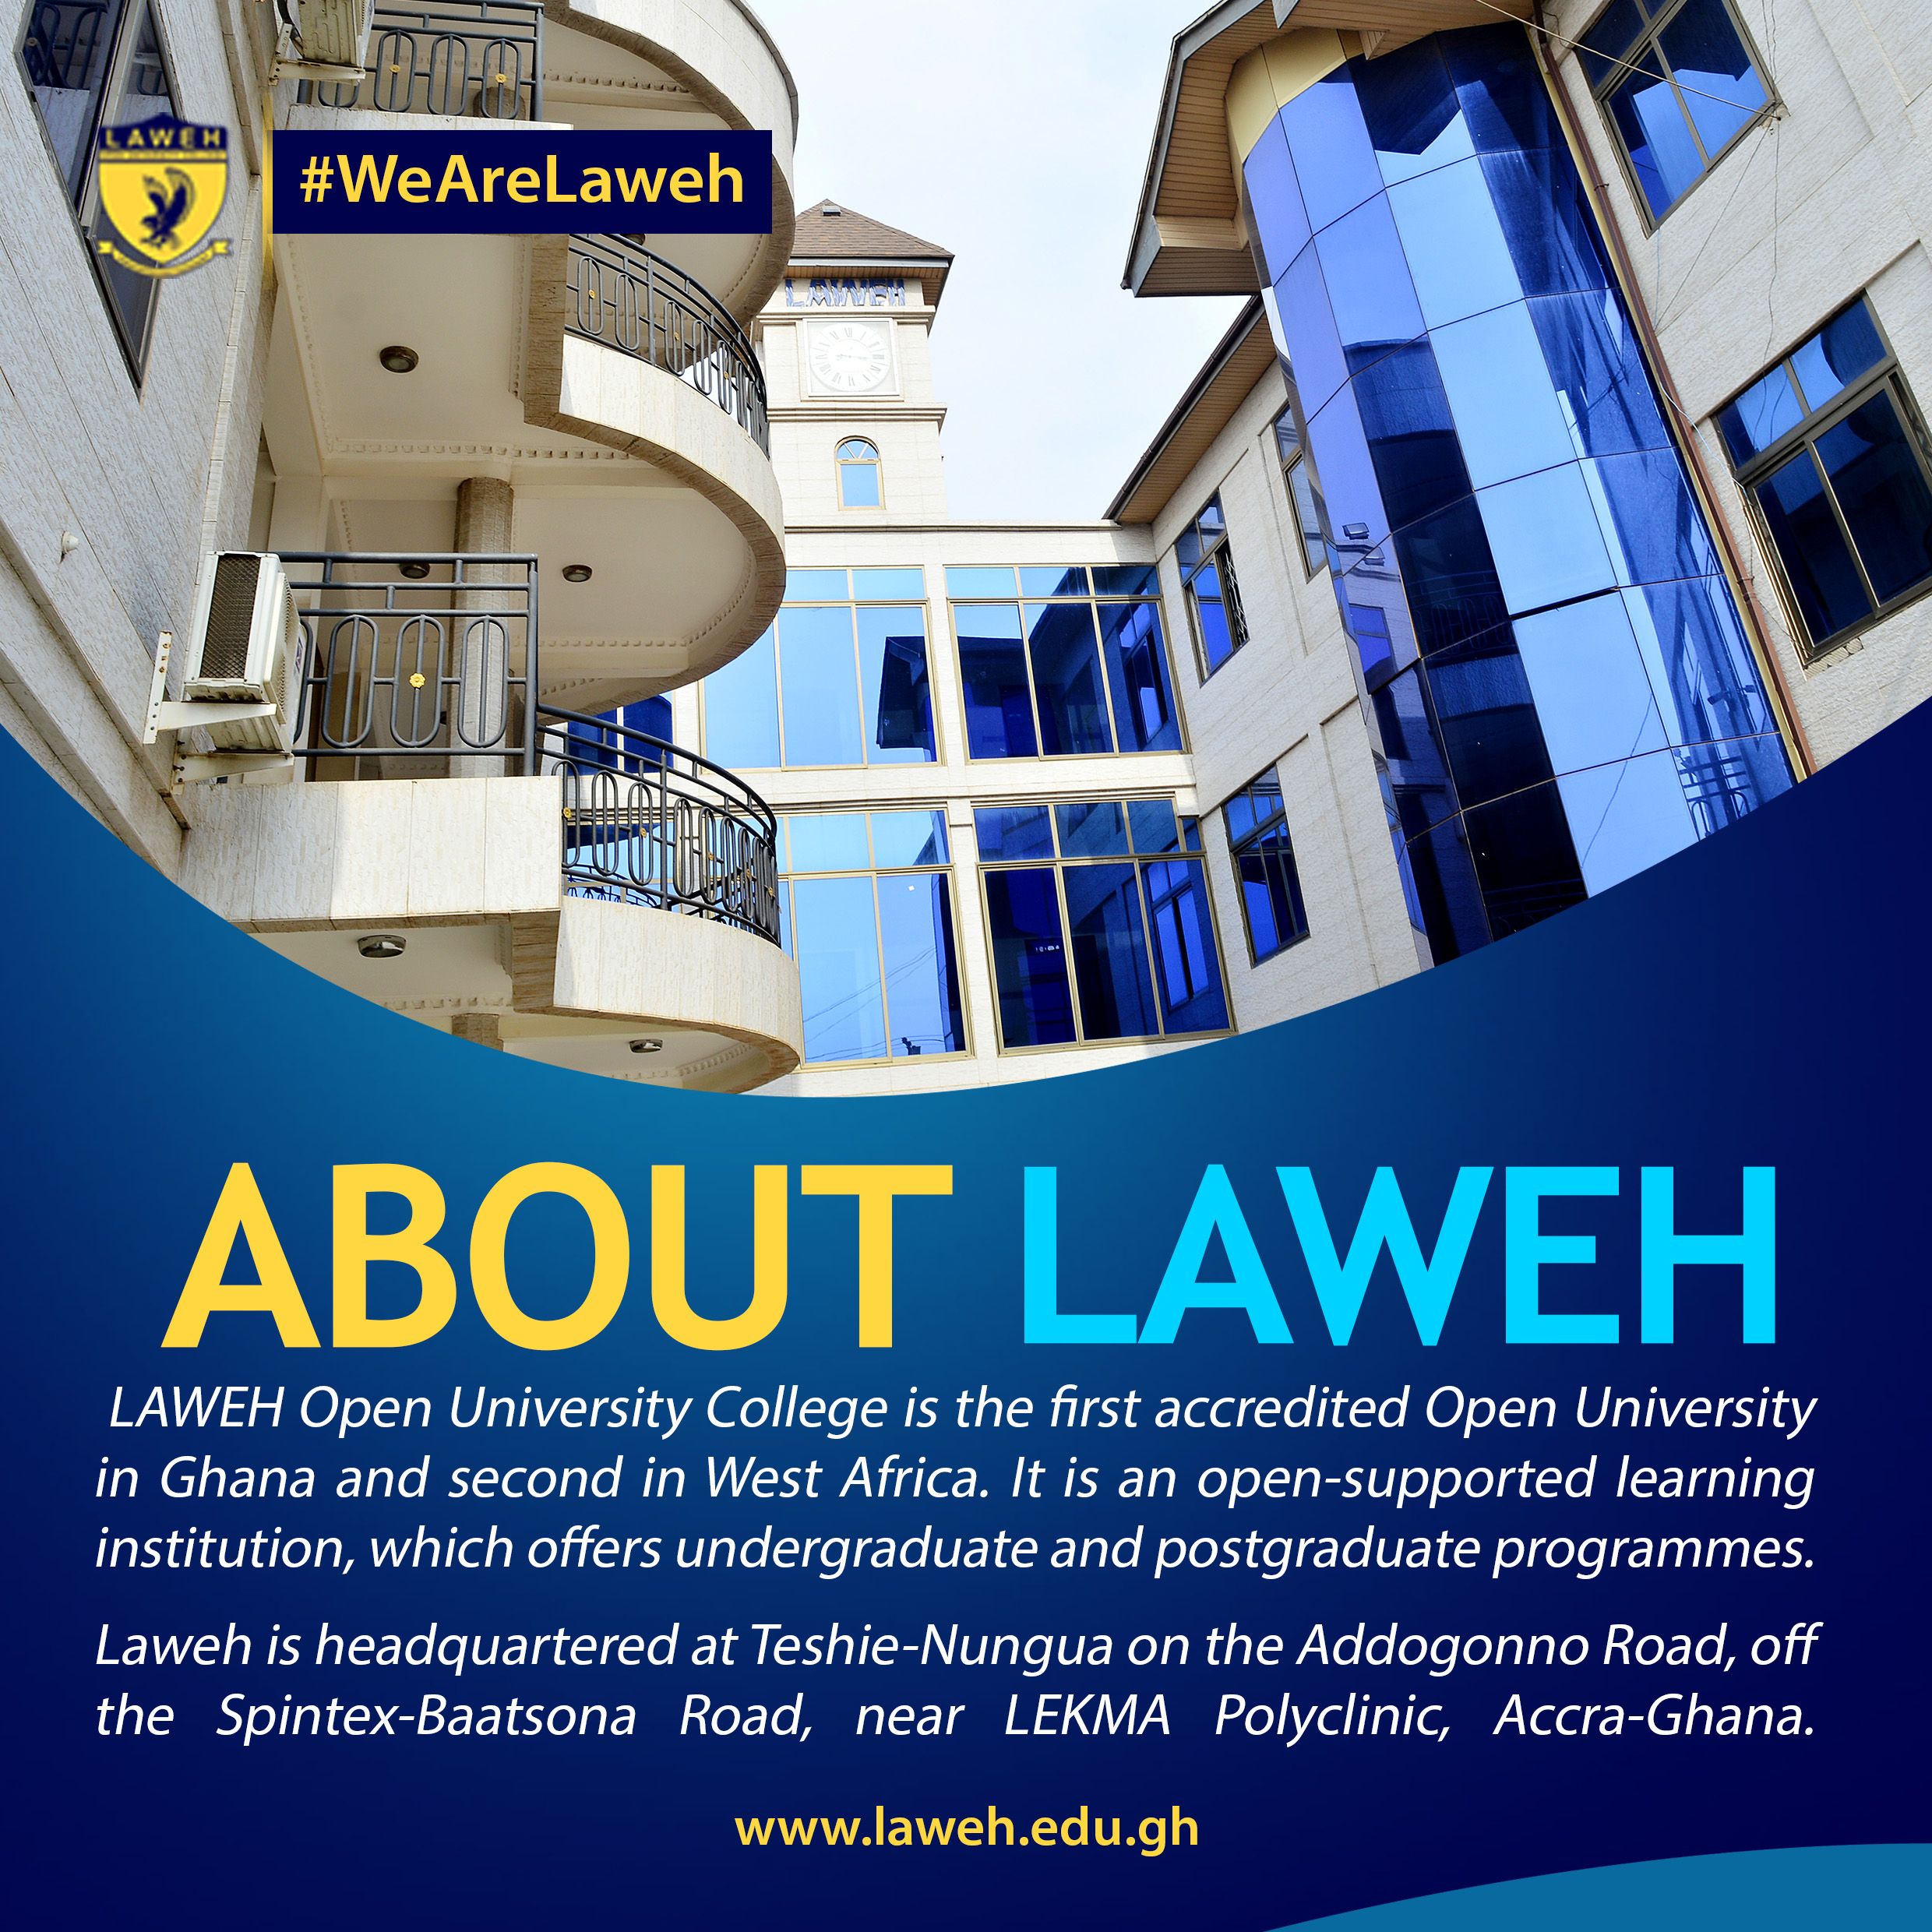 LAWEH
#WeAreLaweh
LAWEH
ABOUT LAWEH
LAWEH Open University College is the first accredited Open University
in Ghana and second in West Africa. It is an open-supported learning
institution, which offers undergraduate and postgraduate programmes.
Laweh is headquartered at Teshie-Nungua on the Addogonno Road, off
the Spintex-Baatsona Road, near LEKMA Polyclinic, Accra-Ghana.
www.laweh.edu.gh